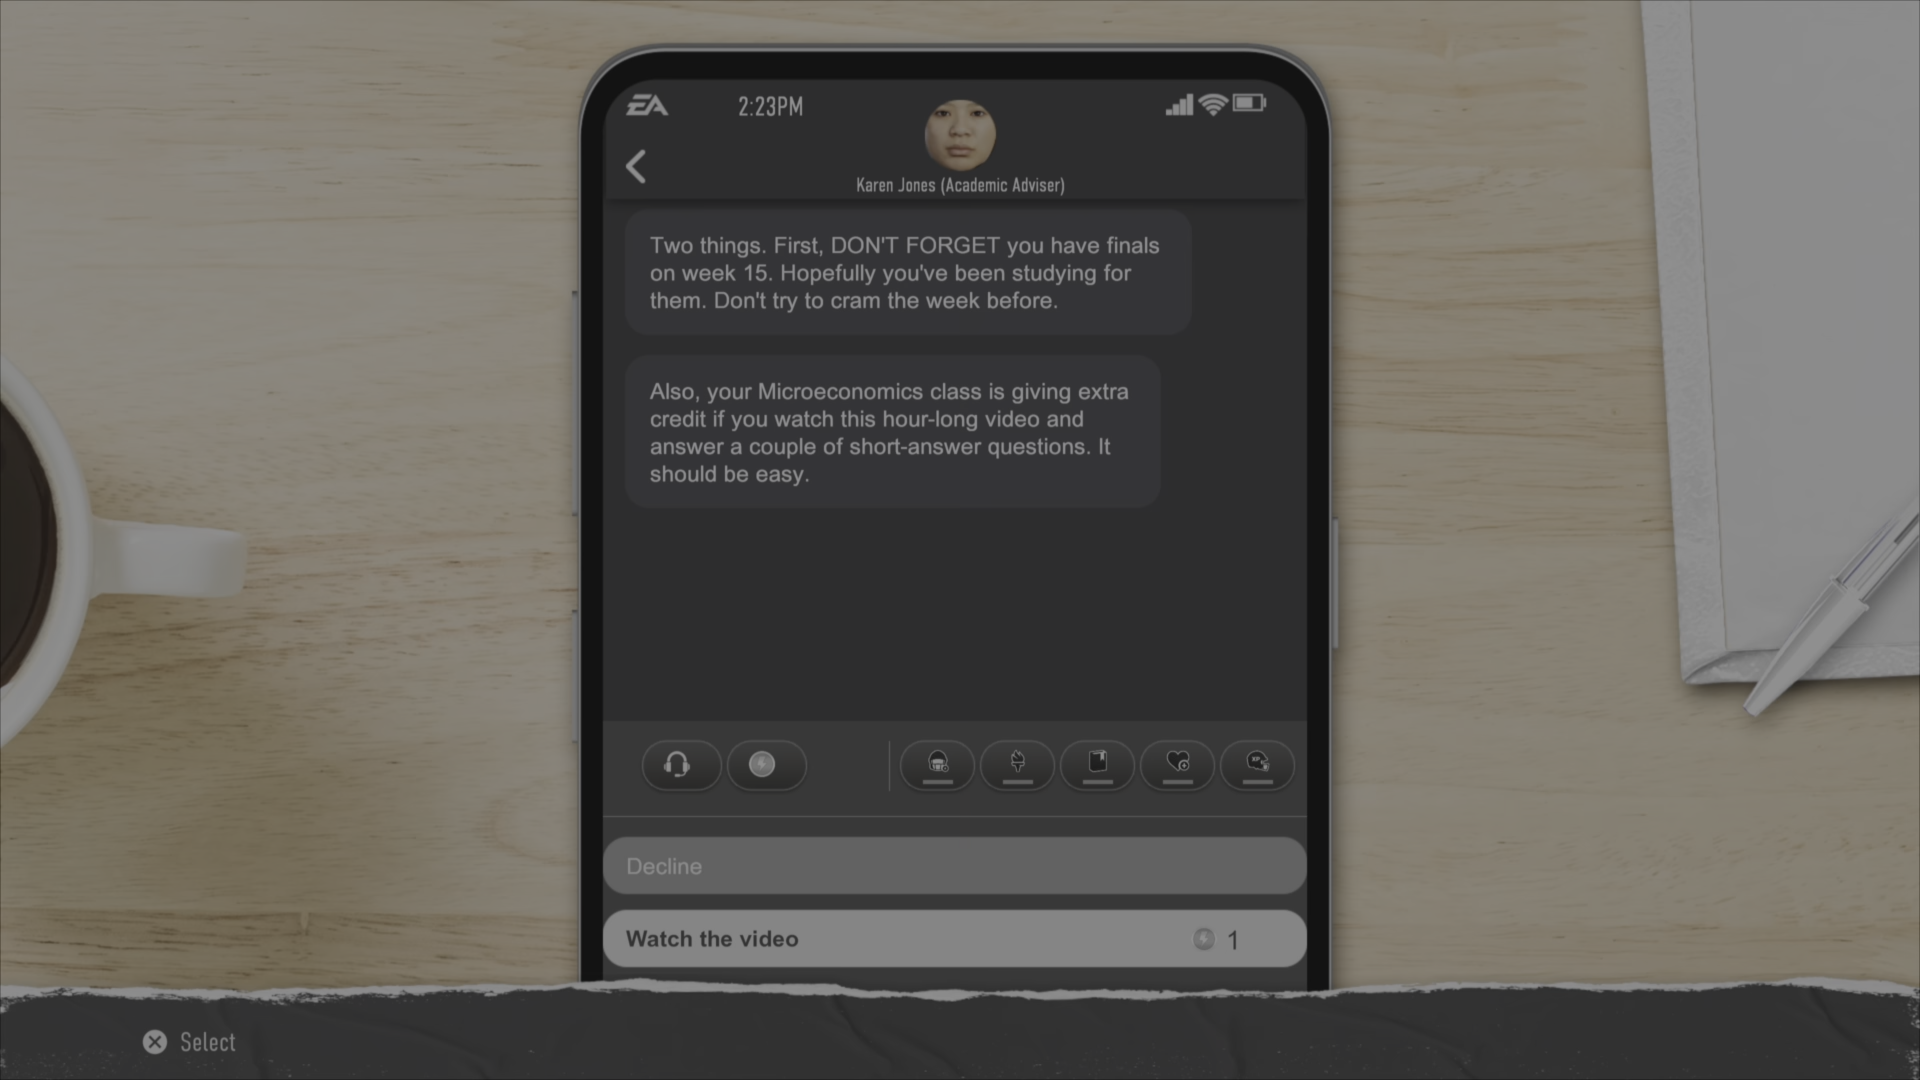 EA
2:23PM
Karen Jones (Academic Adviser)
Two things. First, DON'T FORGET you have finals
on week 15. Hopefully you've been studying for
them. Don't try to cram the week before.
Also, your Microeconomics class is giving extra
credit if you watch this hour-long video and
answer a couple of short-answer questions. It
should be easy.
XP
Decline
Watch the video 1
Select